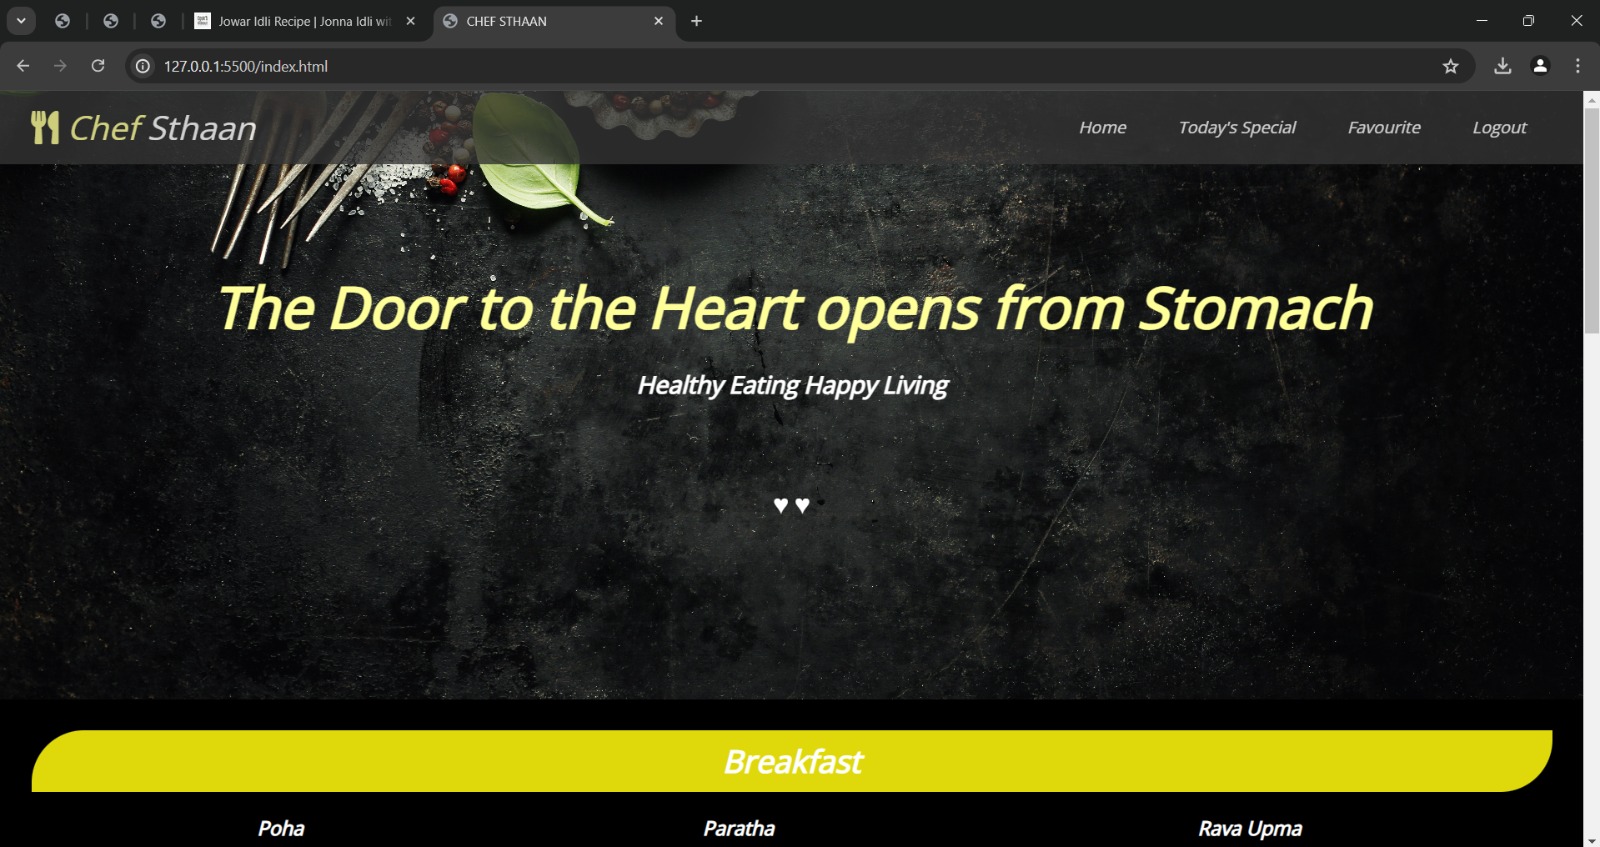 Jowar Idli Recipe | Jonna Idli wit
CHEF STHAAN
127.0.0.1:5500/index.html
Chef Sthaan
Home Today's Special Favourite Logout
The Door to the Heart opens from Stomach
Healthy Eating Happy Living
♥ ♥
Breakfast
Poha Paratha Rava Upma